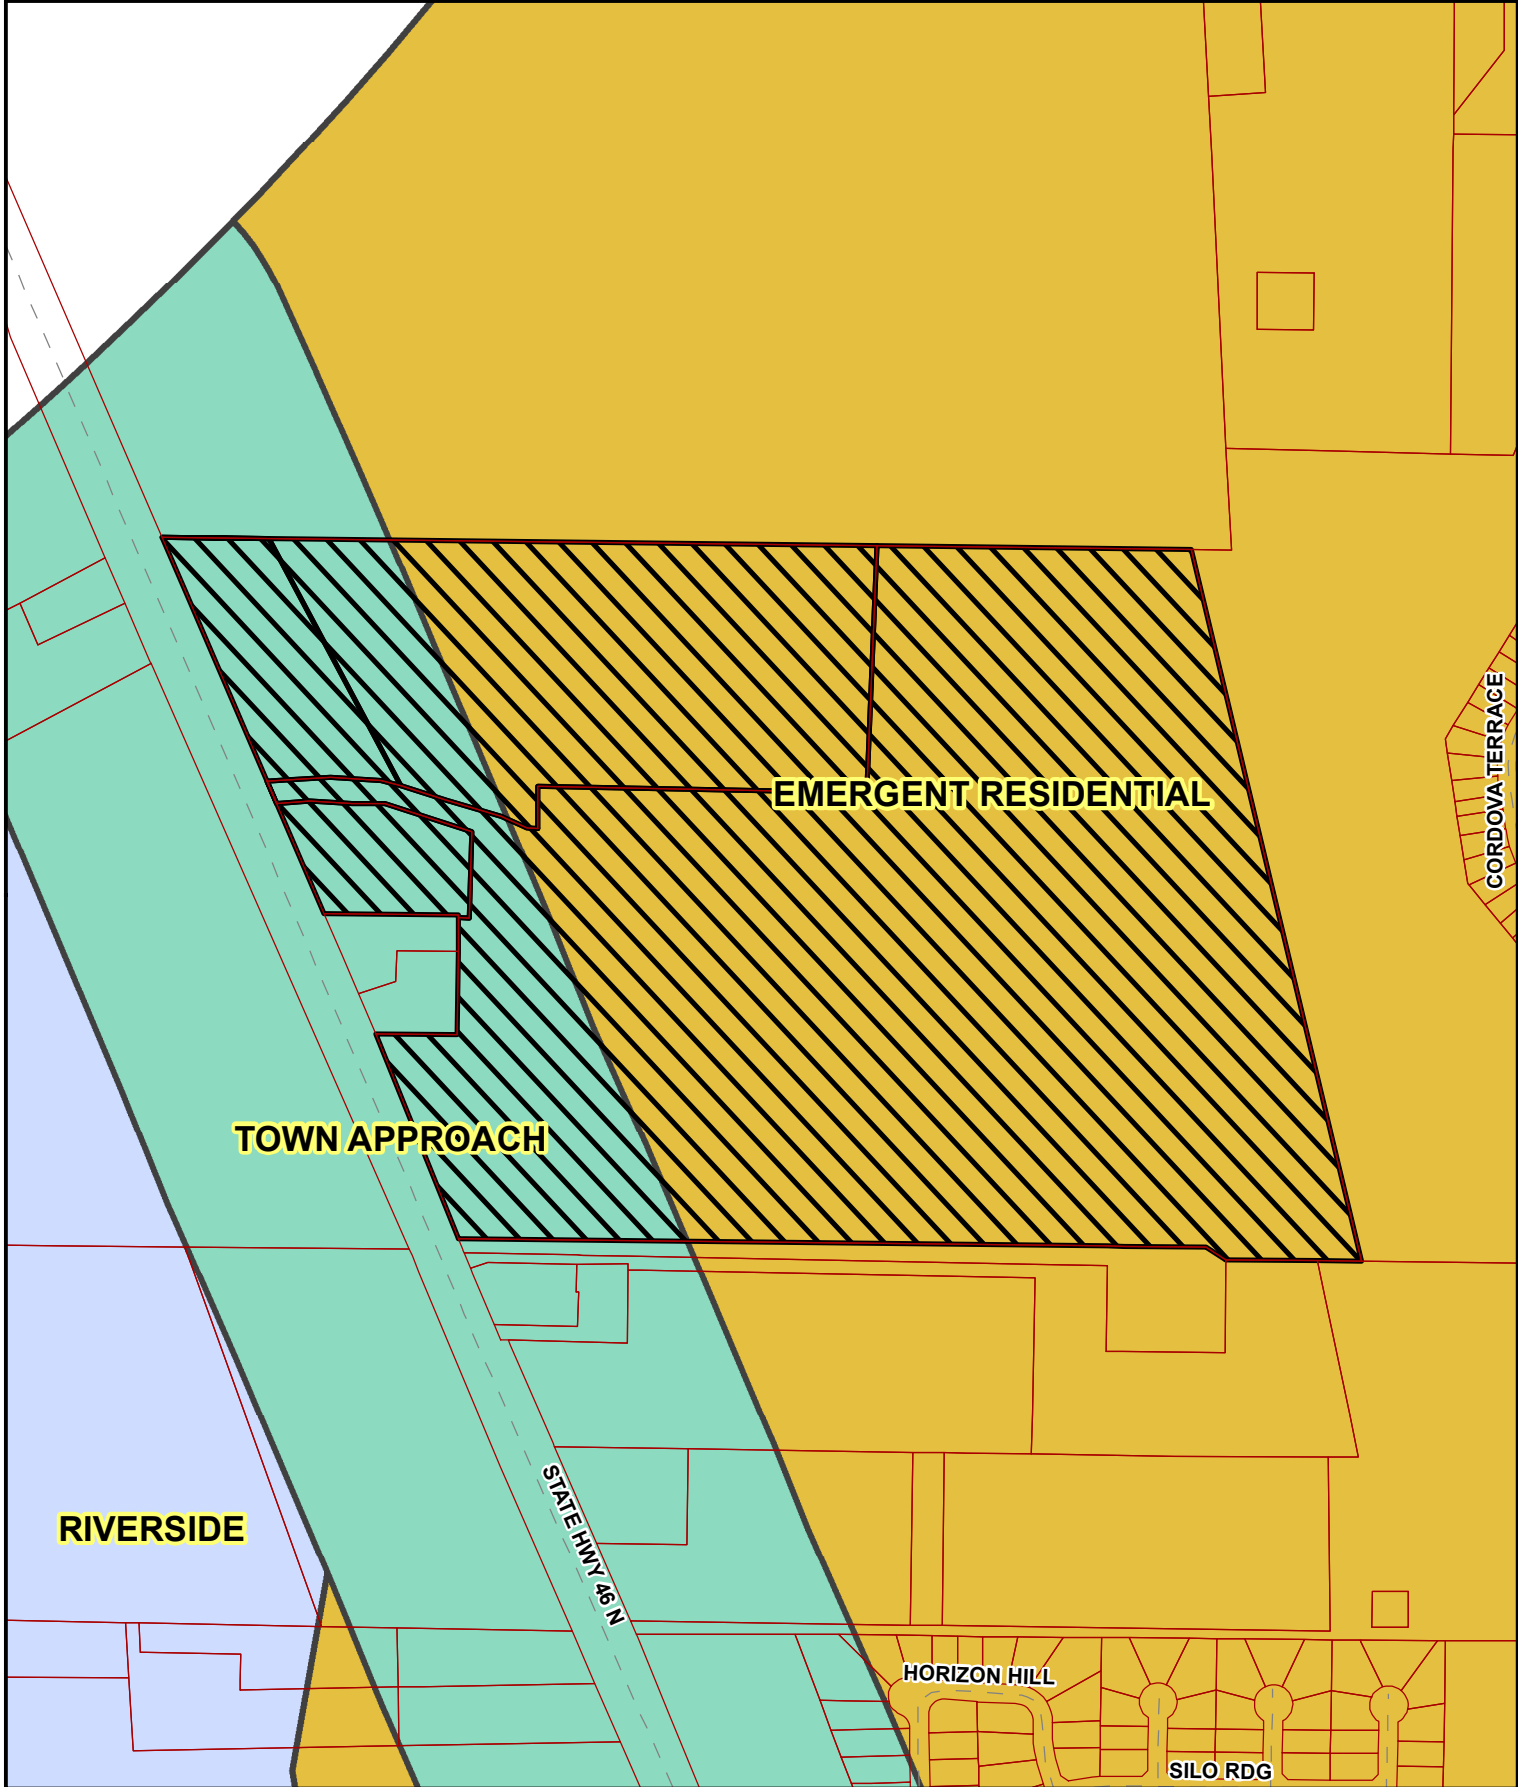 CORDOVA TERRACE
EMERGENT RESIDENTIAL
TOWN APPROACH
RIVERSIDE
STATE HWY 46 N
HORIZON HILL
SILO RDG